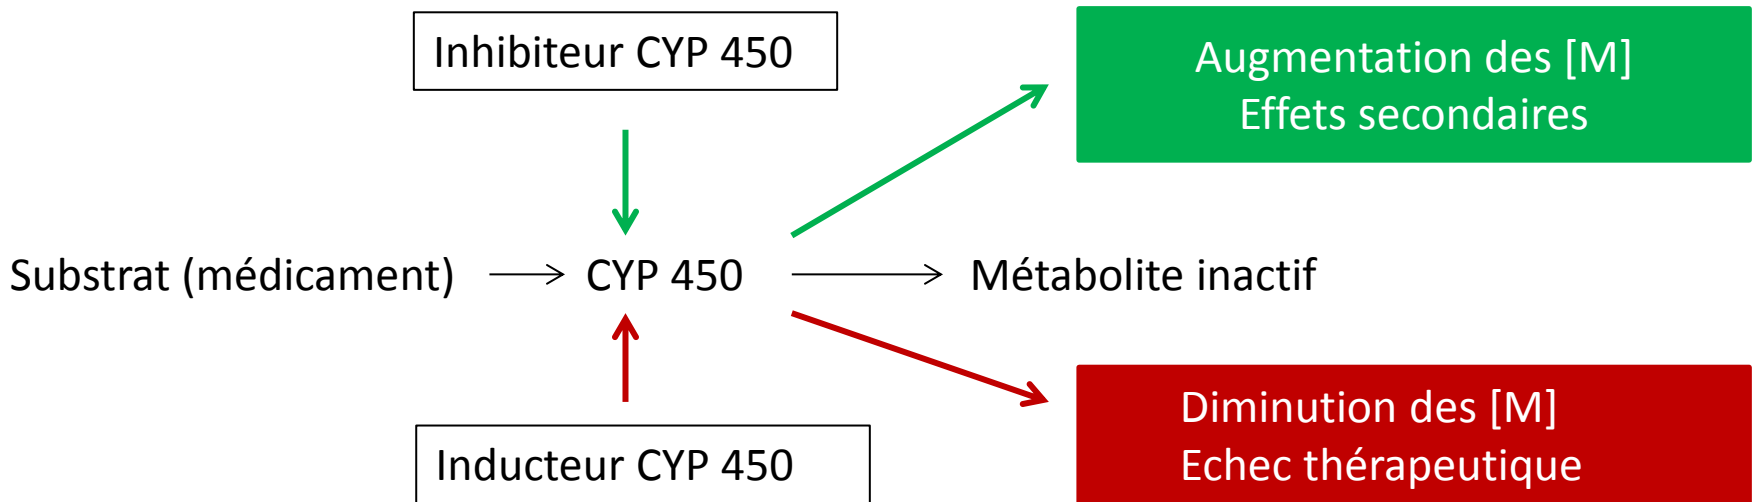 Inhibiteur CYP 450
Augmentation des [M]
Effets secondaires
Substrat (médicament)
CYP 450
Métabolite inactif
Diminution des [M]
Echec thérapeutique
Inducteur CYP 450